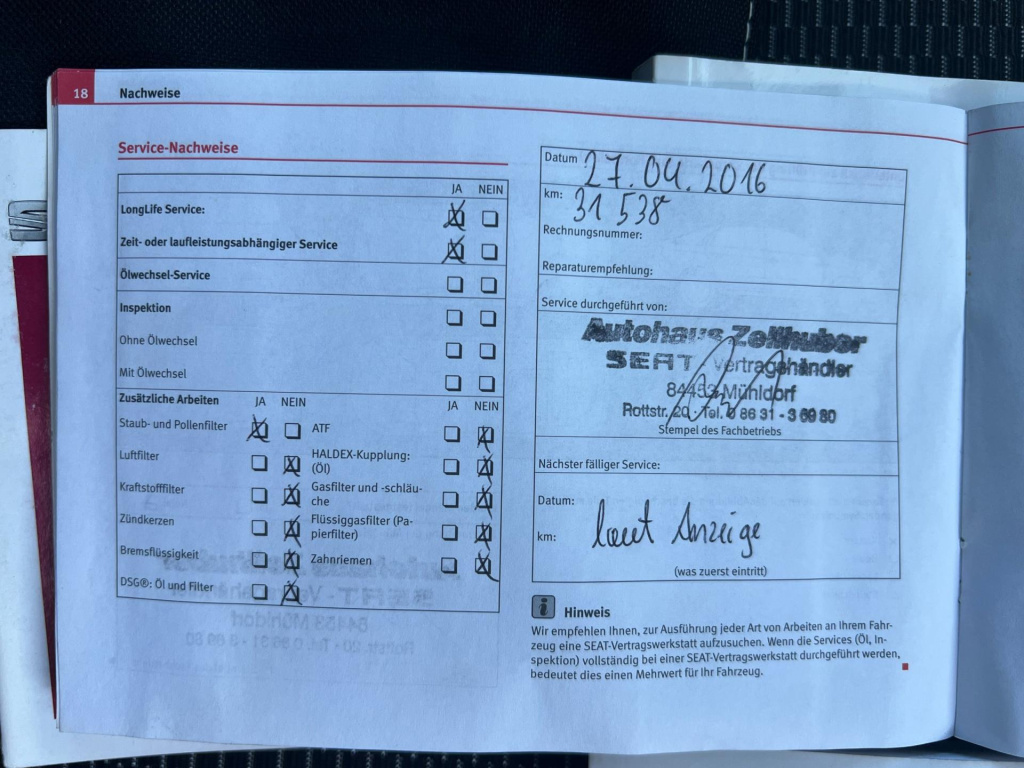 18 Nachweise
Service-Nachweise
JA NEIN
LongLife Service:
Zeit- oder laufleistungsabhängiger Service
Ölwechsel-Service
Inspektion
Ohne Ölwechsel
Mit Ölwechsel
Zusätzliche Arbeiten JA NEIN JA NEIN
Staub- und Pollenfilter ATF
Luftfilter HALDEX-Kupplung:
(Öl)
Kraftstofffilter Gasfilter und -schläu-
che
Zündkerzen Flüssiggasfilter (Pa-
pierfilter)
Bremsflüssigkeit Zahnriemen
DSG®: Öl und Filter
Datum 27.04.2016
km: 31 538
Rechnungsnummer:
Reparaturempfehlung:
Service durchgeführt von:
Autohaus Zellhuber
SEAT Vertragshändler
84453 Mühldorf
Rottstr. 20 - Tel. 0 86 31 - 3 69 80
Stempel des Fachbetriebs
Nächster fälliger Service:
Datum:
km: laut Anzeige
(was zuerst eintritt)
i Hinweis
Wir empfehlen Ihnen, zur Ausführung jeder Art von Arbeiten an Ihrem Fahr-
zeug eine SEAT-Vertragswerkstatt aufzusuchen. Wenn die Services (Öl, In-
spektion) vollständig bei einer SEAT-Vertragswerkstatt durchgeführt werden,
bedeutet dies einen Mehrwert für Ihr Fahrzeug.